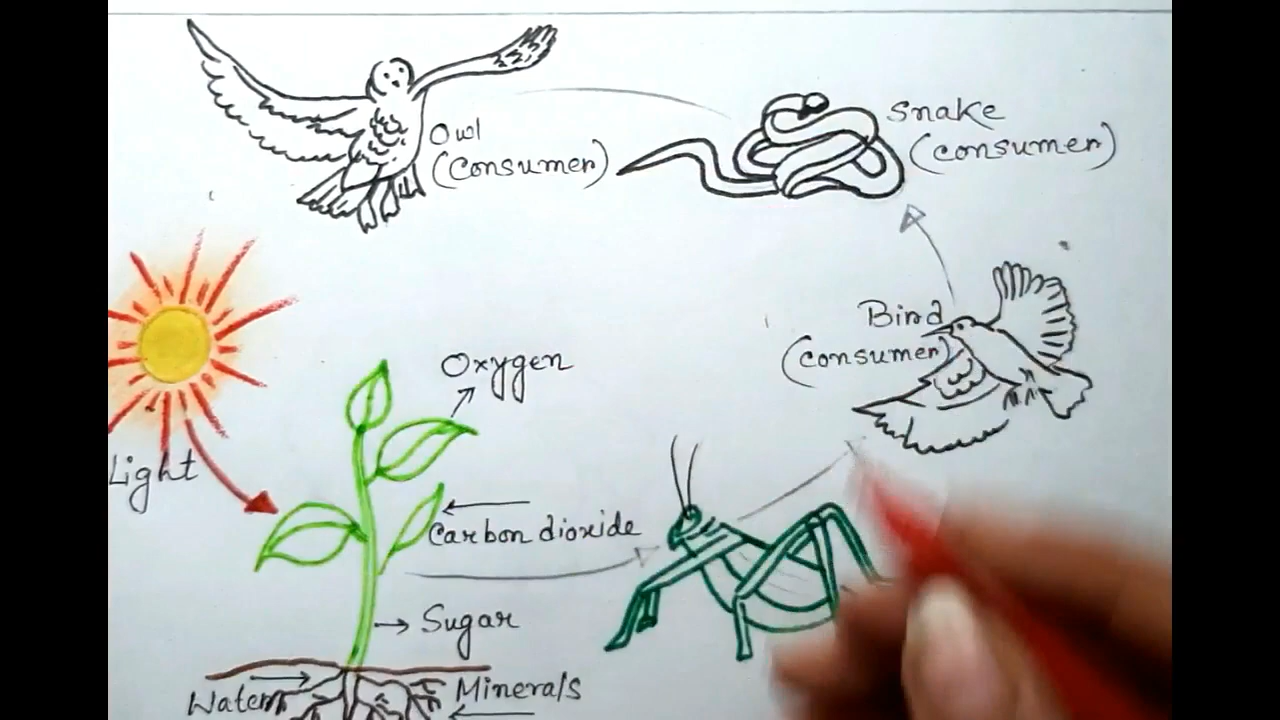 Owl
(Consumer)
Snake
(consumer)
Bird
(consumer)
Oxygen
Light
Carbon dioxide
Sugar
Water
Minerals